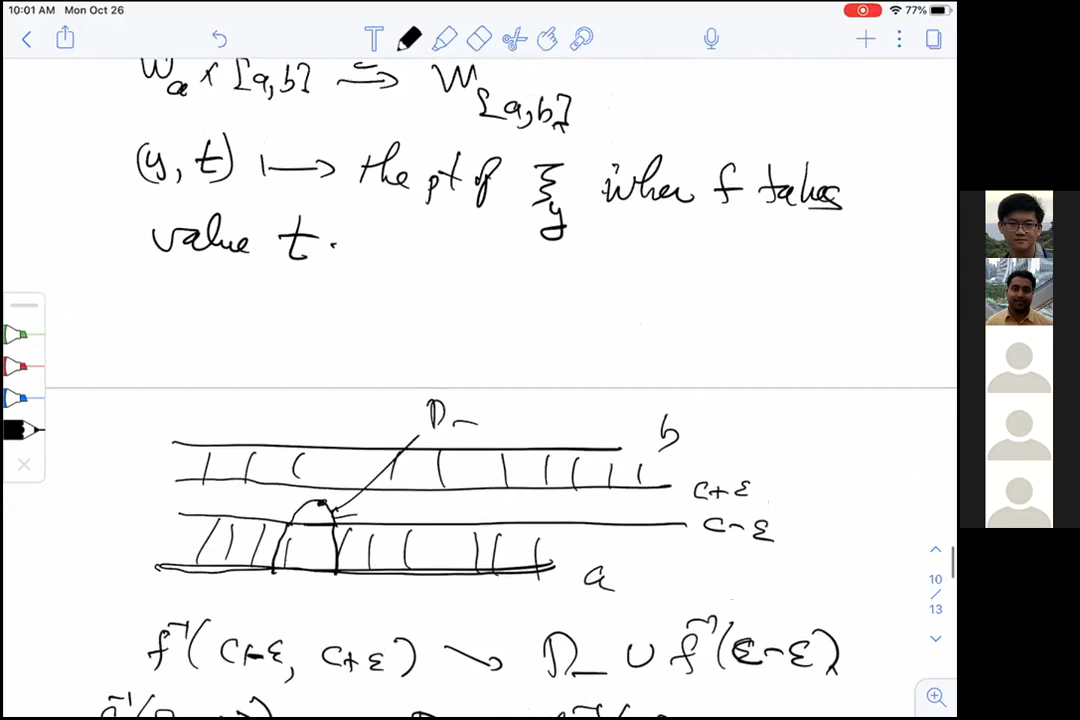 10:01 AM Mon Oct 26
77%
W_a × [a,b] ⥲ W_[a,b]
(y, t) ⟼ the pt of ξ_y when f takes
value t.
D_-
b
c+ε
c-ε
a
f⁻¹(c-ε, c+ε) ↘ D_- ∪ f⁻¹(c-ε)
10
/
13